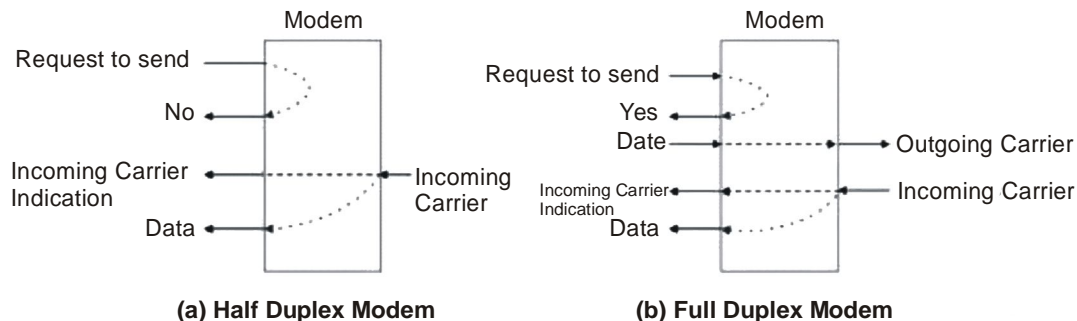 Modem
Request to send
No
Incoming Carrier
Indication
Incoming
Carrier
Data
(a) Half Duplex Modem
Modem
Request to send
Yes
Date
Outgoing Carrier
Incoming Carrier
Indication
Incoming Carrier
Data
(b) Full Duplex Modem